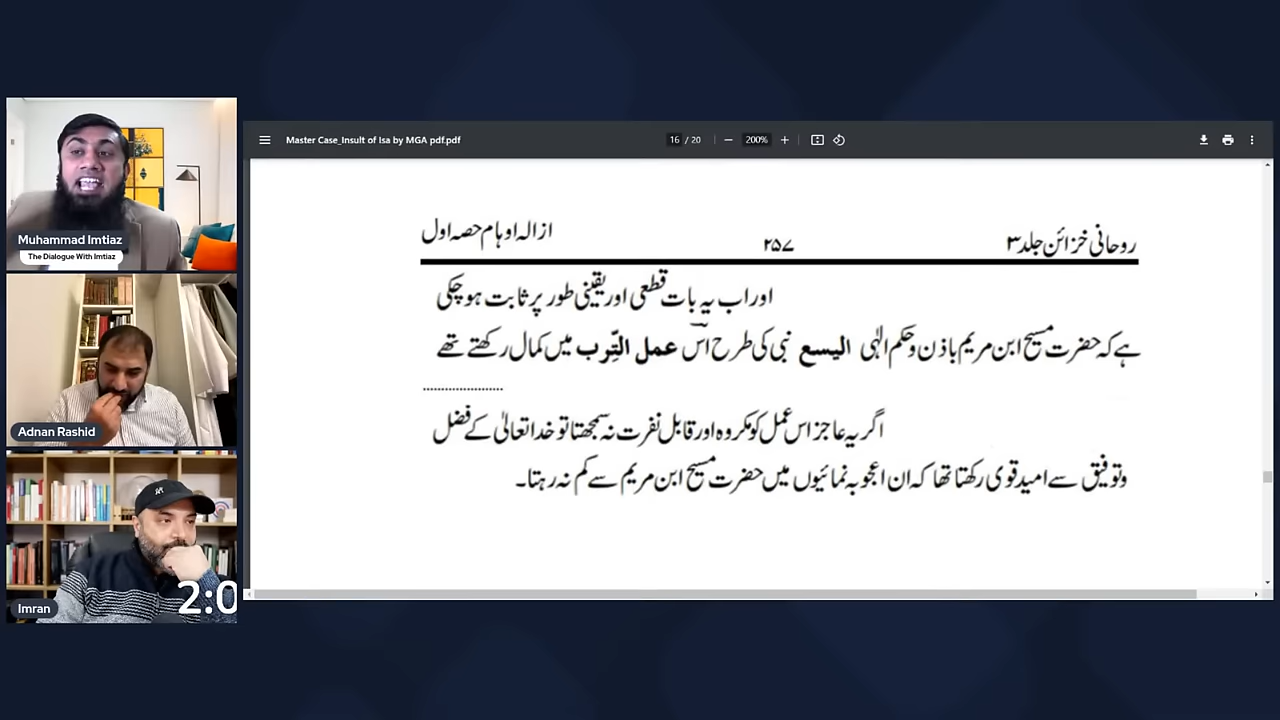 Master Case_Insult of Isa by MGA pdf.pdf
16 / 20
200%
Muhammad Imtiaz
The Dialogue With Imtiaz
Adnan Rashid
Imran
2:0
روحانی خزائن جلد۳ ۲۵۷ ازالہ اوہام حصہ اول
اور اب یہ بات قطعی اور یقینی طور پر ثابت ہو چکی
ہے کہ حضرت مسیح ابن مریم باذن و حکم الٰہی الیسع نبی کی طرح اس عمل التِّرب میں کمال رکھتے تھے
......................
اگر یہ عاجز اس عمل کو مکروہ اور قابل نفرت نہ سمجھتا تو خدا تعالیٰ کے فضل
و توفیق سے امید قوی رکھتا تھا کہ ان اعجوبہ نمائیوں میں حضرت مسیح ابن مریم سے کم نہ رہتا۔